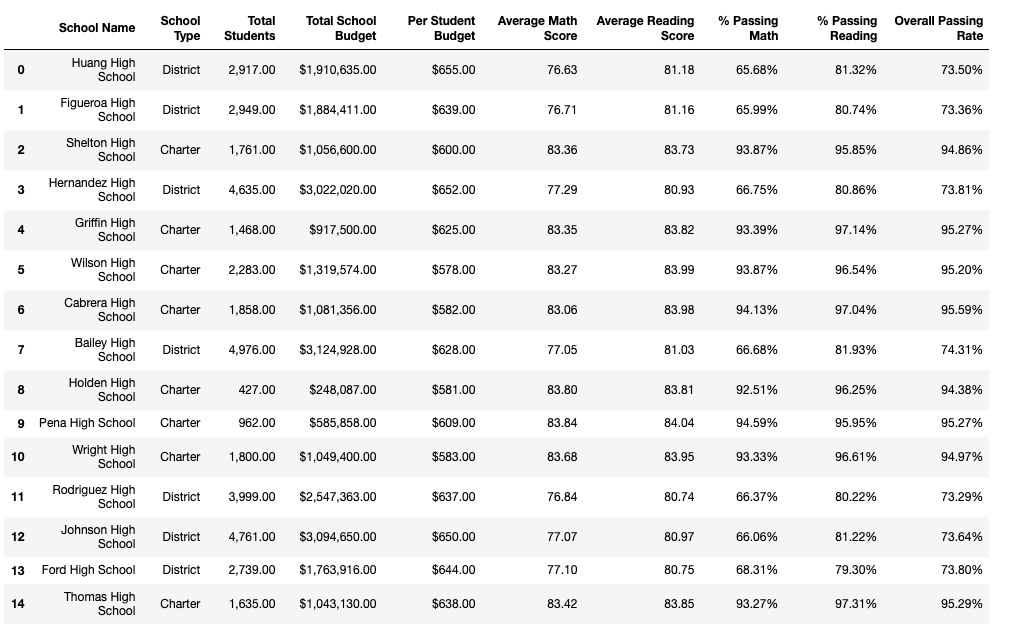 School Name School Type Total Students Total School Budget Per Student Budget Average Math Score Average Reading Score % Passing Math % Passing Reading Overall Passing Rate
0 Huang High School District 2,917.00 $1,910,635.00 $655.00 76.63 81.18 65.68% 81.32% 73.50%
1 Figueroa High School District 2,949.00 $1,884,411.00 $639.00 76.71 81.16 65.99% 80.74% 73.36%
2 Shelton High School Charter 1,761.00 $1,056,600.00 $600.00 83.36 83.73 93.87% 95.85% 94.86%
3 Hernandez High School District 4,635.00 $3,022,020.00 $652.00 77.29 80.93 66.75% 80.86% 73.81%
4 Griffin High School Charter 1,468.00 $917,500.00 $625.00 83.35 83.82 93.39% 97.14% 95.27%
5 Wilson High School Charter 2,283.00 $1,319,574.00 $578.00 83.27 83.99 93.87% 96.54% 95.20%
6 Cabrera High School Charter 1,858.00 $1,081,356.00 $582.00 83.06 83.98 94.13% 97.04% 95.59%
7 Bailey High School District 4,976.00 $3,124,928.00 $628.00 77.05 81.03 66.68% 81.93% 74.31%
8 Holden High School Charter 427.00 $248,087.00 $581.00 83.80 83.81 92.51% 96.25% 94.38%
9 Pena High School Charter 962.00 $585,858.00 $609.00 83.84 84.04 94.59% 95.95% 95.27%
10 Wright High School Charter 1,800.00 $1,049,400.00 $583.00 83.68 83.95 93.33% 96.61% 94.97%
11 Rodriguez High School District 3,999.00 $2,547,363.00 $637.00 76.84 80.74 66.37% 80.22% 73.29%
12 Johnson High School District 4,761.00 $3,094,650.00 $650.00 77.07 80.97 66.06% 81.22% 73.64%
13 Ford High School District 2,739.00 $1,763,916.00 $644.00 77.10 80.75 68.31% 79.30% 73.80%
14 Thomas High School Charter 1,635.00 $1,043,130.00 $638.00 83.42 83.85 93.27% 97.31% 95.29%